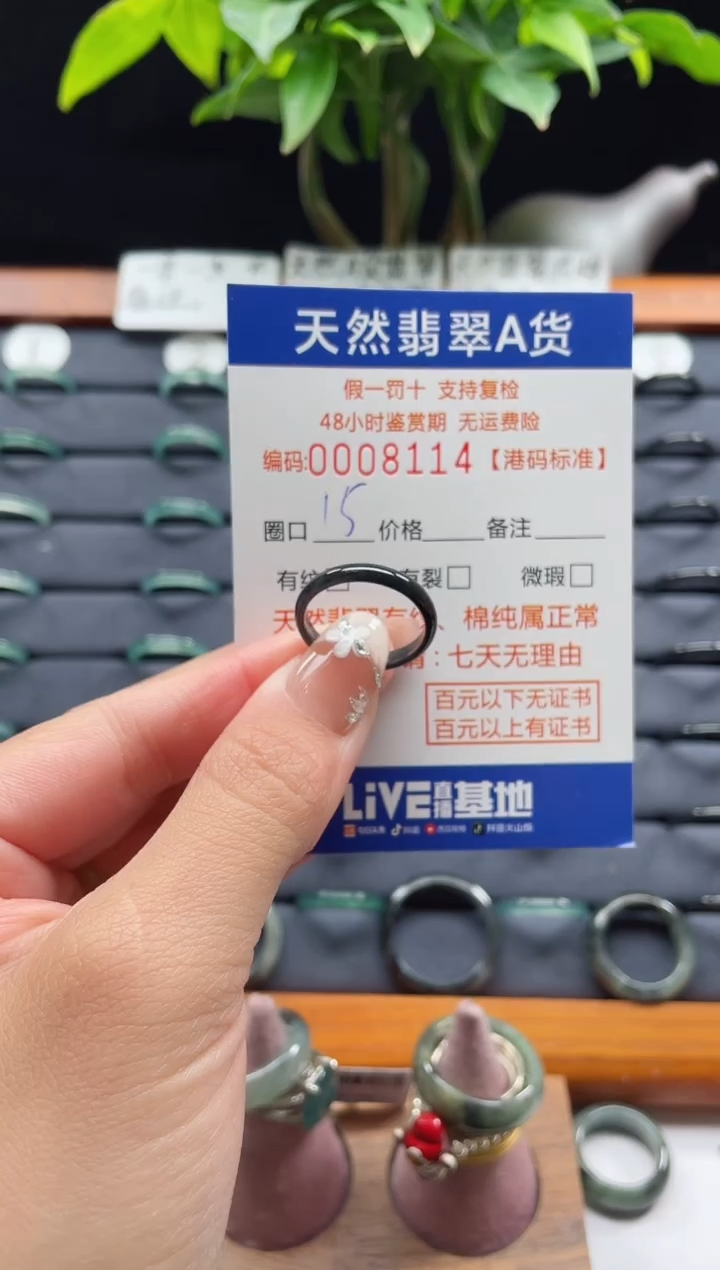 天然翡翠A货
假一罚十 支持复检
48小时鉴赏期 无运费险
编码:0008114【港码标准】
圈口 15 价格 备注
有纹 裂 微瑕
天然翡翠有 、棉纯属正常
:七天无理由
百元以下无证书
百元以上有证书
LiVE直播基地